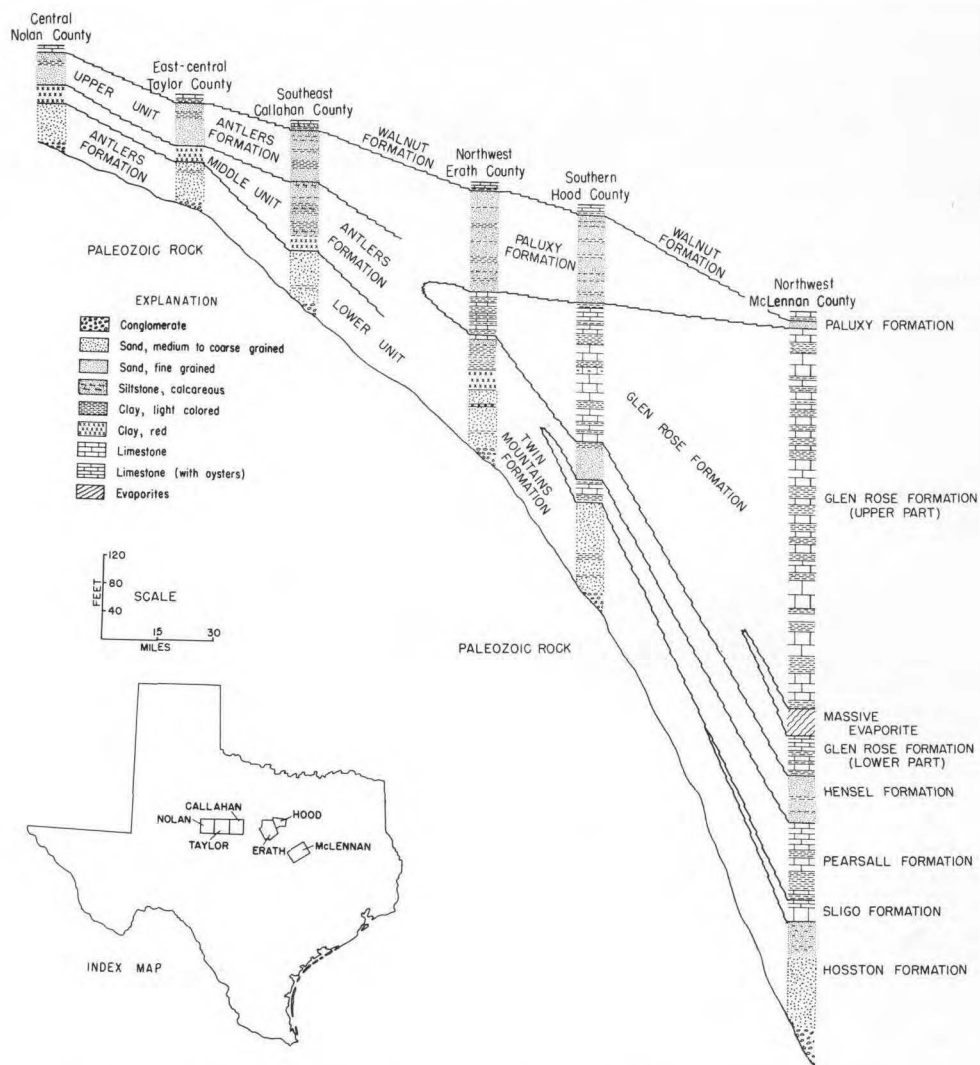 Central
Nolan County
East-central
Taylor County
Southeast
Callahan County
Northwest
Erath County
Southern
Hood County
Northwest
McLennan County
UPPER UNIT
ANTLERS FORMATION
ANTLERS
FORMATION
MIDDLE UNIT
ANTLERS
FORMATION
LOWER UNIT
WALNUT
FORMATION
PALUXY
FORMATION
WALNUT
FORMATION
PALUXY FORMATION
PALEOZOIC ROCK
EXPLANATION
Conglomerate
Sand, medium to coarse grained
Sand, fine grained
Siltstone, calcareous
Clay, light colored
Clay, red
Limestone
Limestone (with oysters)
Evaporites
TWIN
MOUNTAINS
FORMATION
GLEN ROSE
FORMATION
GLEN ROSE FORMATION
(UPPER PART)
120
80
40
FEET
SCALE
15
30
MILES
PALEOZOIC ROCK
MASSIVE
EVAPORITE
GLEN ROSE FORMATION
(LOWER PART)
HENSEL FORMATION
PEARSALL FORMATION
SLIGO FORMATION
HOSSTON FORMATION
CALLAHAN
NOLAN
TAYLOR
HOOD
ERATH
McLENNAN
INDEX MAP